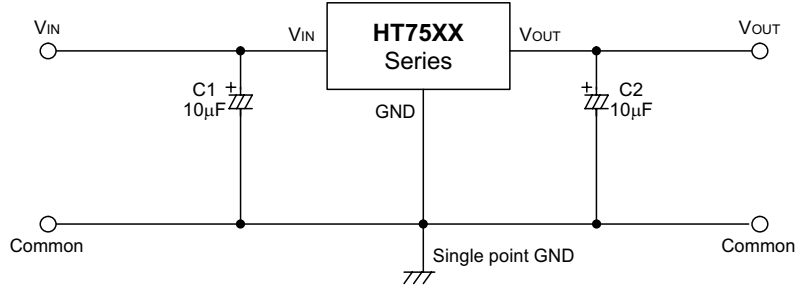 VIN
VIN
HT75XX
Series
VOUT
VOUT
C1
10μF
GND
C2
10μF
Common
Single point GND
Common